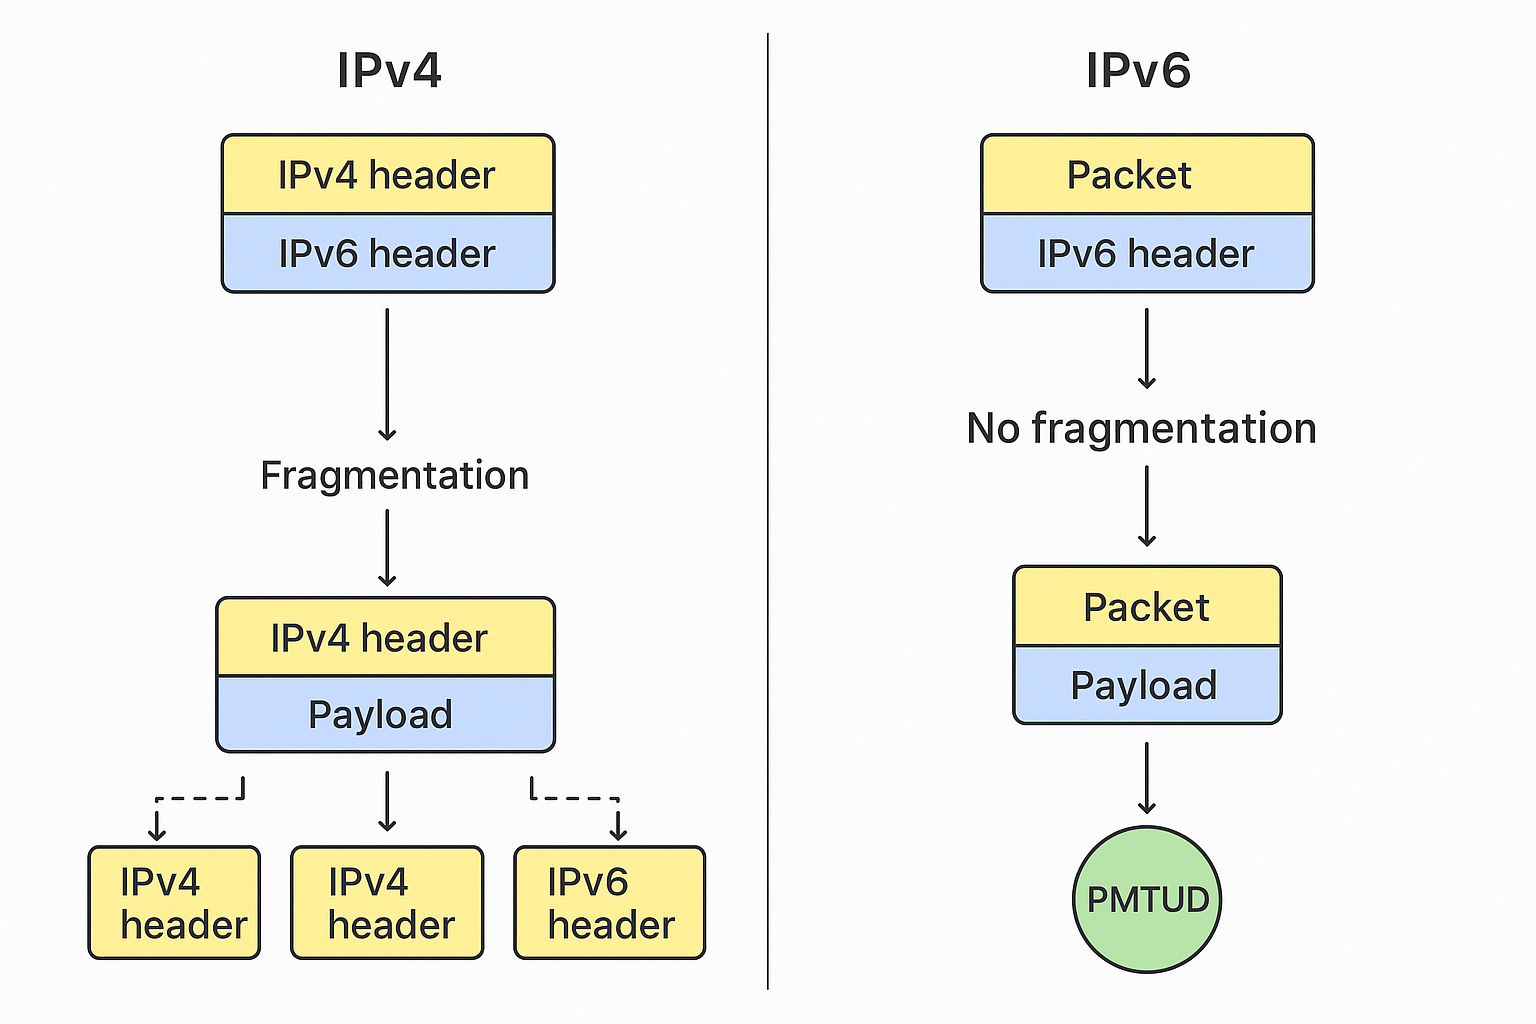 IPv4
IPv4 header
IPv6 header
Fragmentation
IPv4 header
Payload
IPv4
header
IPv4
header
IPv6
header
IPv6
Packet
IPv6 header
No fragmentation
Packet
Payload
PMTUD